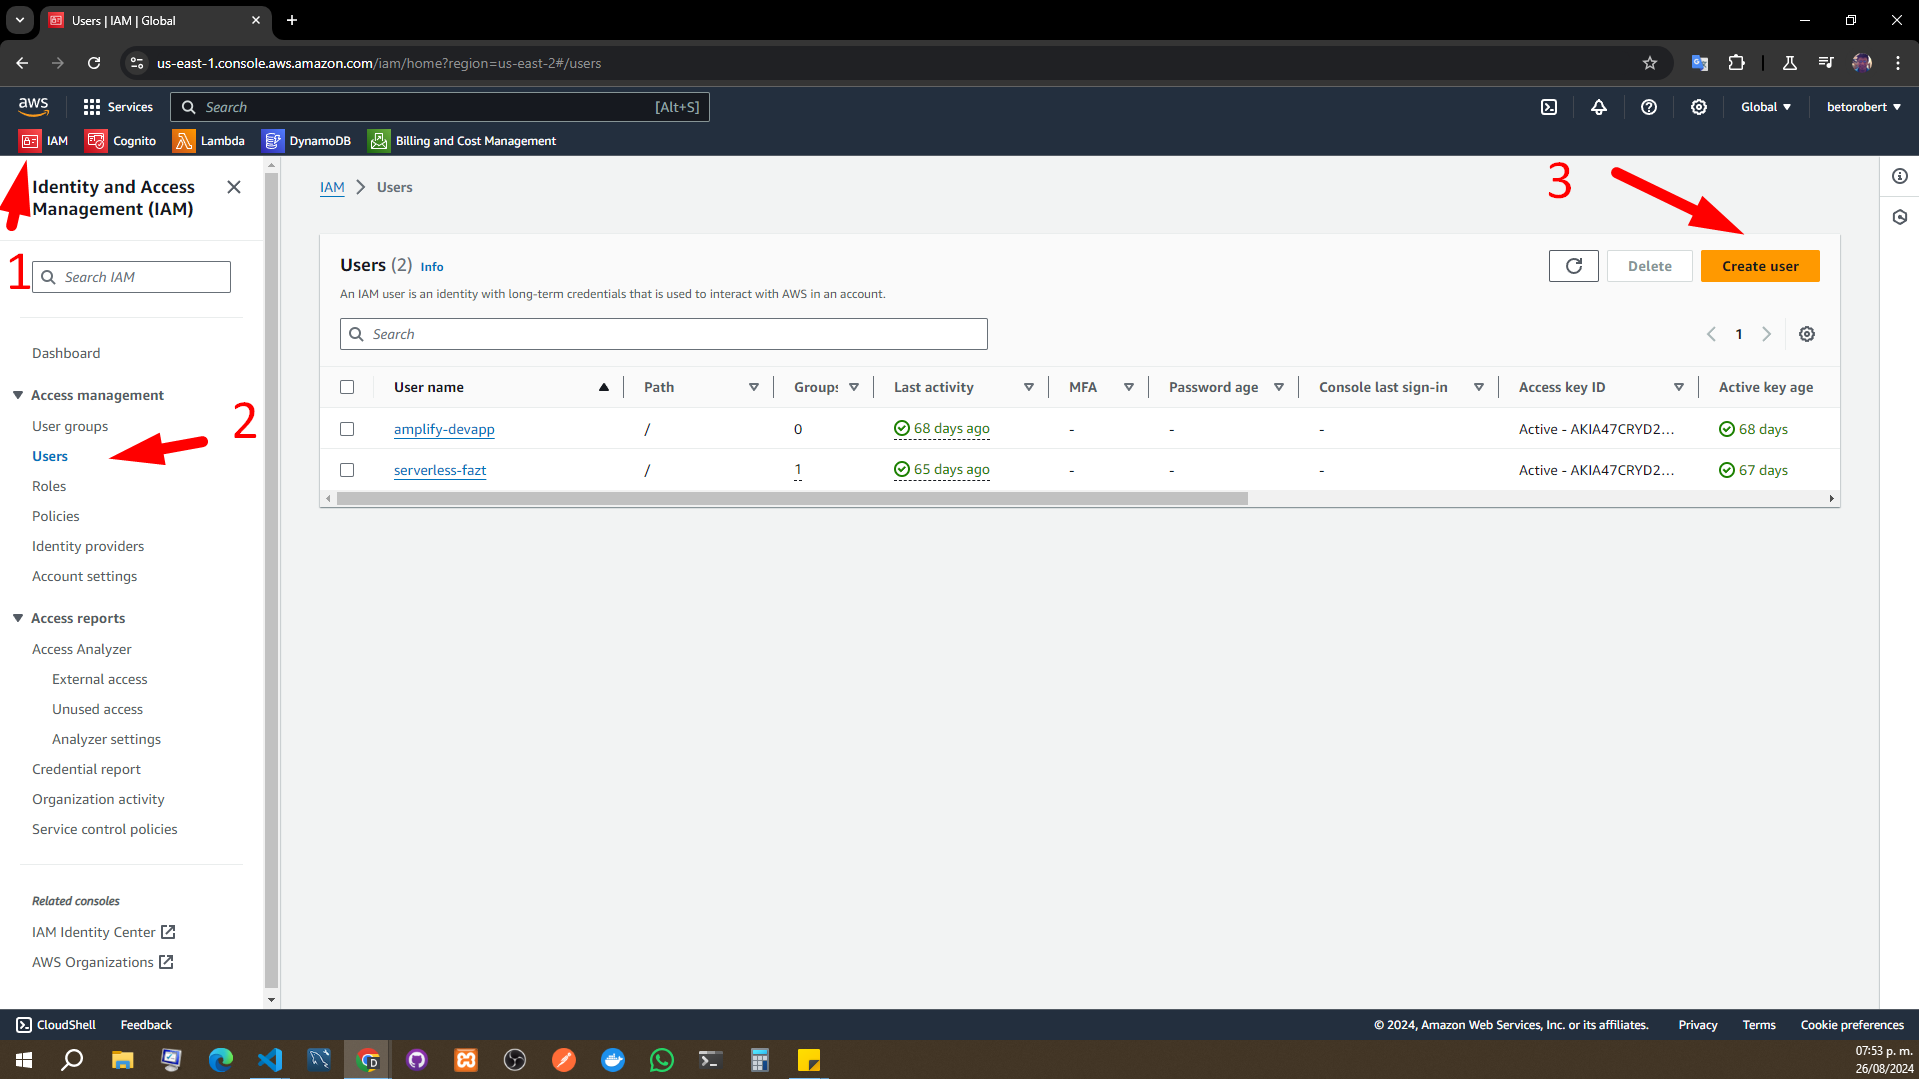 Users | IAM | Global
us-east-1.console.aws.amazon.com/iam/home?region=us-east-2#/users
aws
Services
Search
[Alt+S]
Global
betorobert
IAM
Cognito
Lambda
DynamoDB
Billing and Cost Management
Identity and Access
Management (IAM)
1
Search IAM
Dashboard
Access management
User groups
Users
2
Roles
Policies
Identity providers
Account settings
Access reports
Access Analyzer
External access
Unused access
Analyzer settings
Credential report
Organization activity
Service control policies
Related consoles
IAM Identity Center
AWS Organizations
IAM > Users
3
Users (2) Info
Delete
Create user
An IAM user is an identity with long-term credentials that is used to interact with AWS in an account.
Search
1
User name Path Groups Last activity MFA Password age Console last sign-in Access key ID Active key age
amplify-devapp / 0 68 days ago - - - Active - AKIA47CRYD2... 68 days
serverless-fazt / 1 65 days ago - - - Active - AKIA47CRYD2... 67 days
CloudShell
Feedback
© 2024, Amazon Web Services, Inc. or its affiliates.
Privacy
Terms
Cookie preferences
07:53 p. m.
26/08/2024